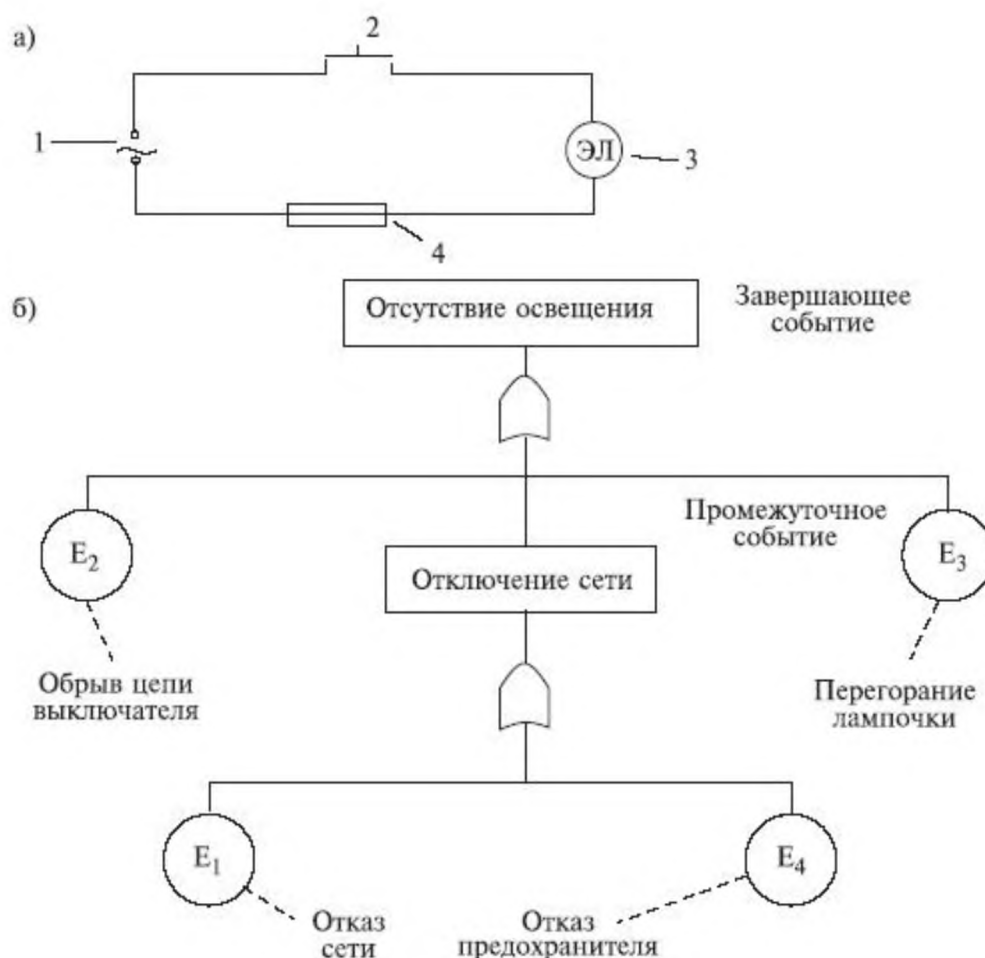 а)
2
1
ЭЛ
3
4
б)
Отсутствие освещения
Завершающее
событие
Промежуточное
событие
E2
E3
Отключение сети
Обрыв цепи
выключателя
Перегорание
лампочки
E1
E4
Отказ
сети
Отказ
предохранителя